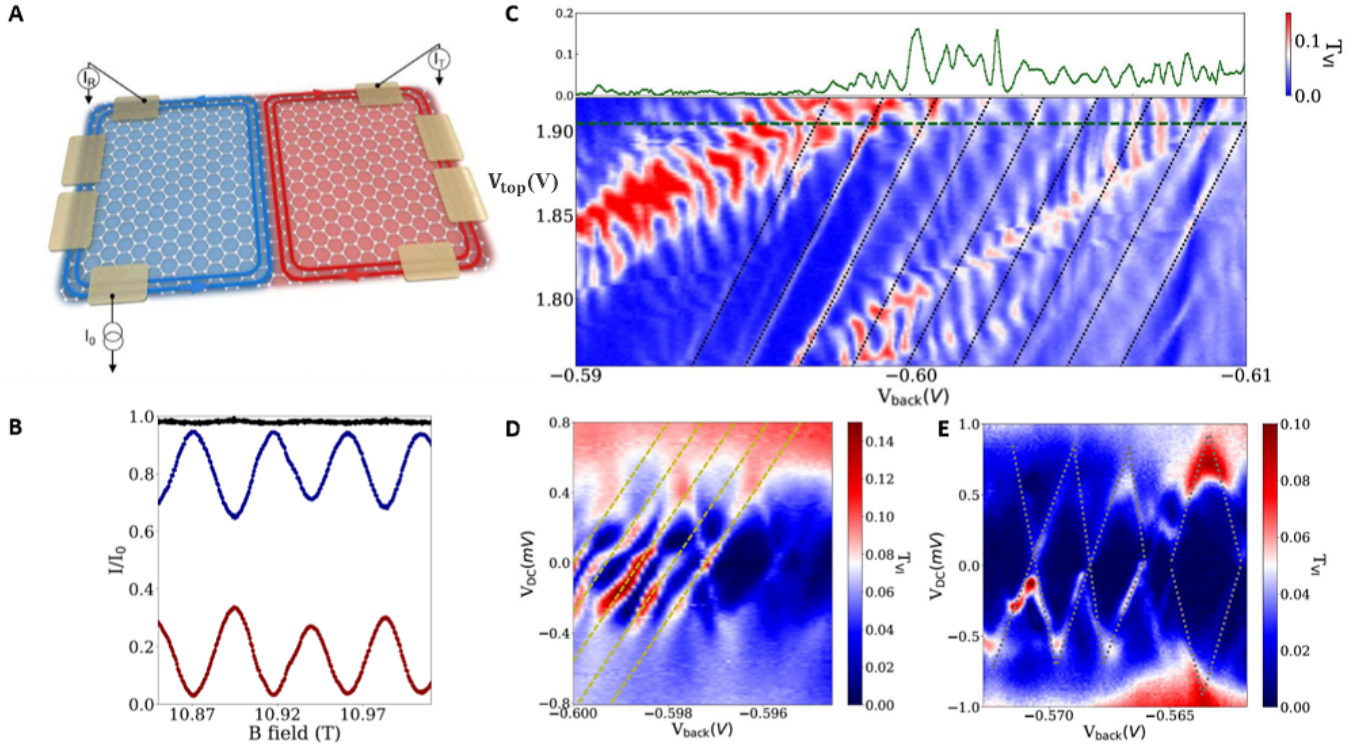 A
I_R
I_T
I_0
C
0.2
0.1
0.0
0.1
0.0
T_VI
1.90
V_top(V)
1.85
1.80
−0.59
−0.60
−0.61
V_back(V)
B
1.0
0.8
0.6
0.4
0.2
0.0
I/I_0
10.87
10.92
10.97
B field (T)
D
0.8
0.4
0.0
−0.4
−0.8
V_DC(mV)
−0.600
−0.598
−0.596
V_back(V)
0.14
0.12
0.10
0.08
0.06
0.04
0.02
0.00
T_VI
E
1.0
0.5
0.0
−0.5
−1.0
V_DC(mV)
−0.570
−0.565
V_back(V)
0.10
0.08
0.06
0.04
0.02
0.00
T_VI